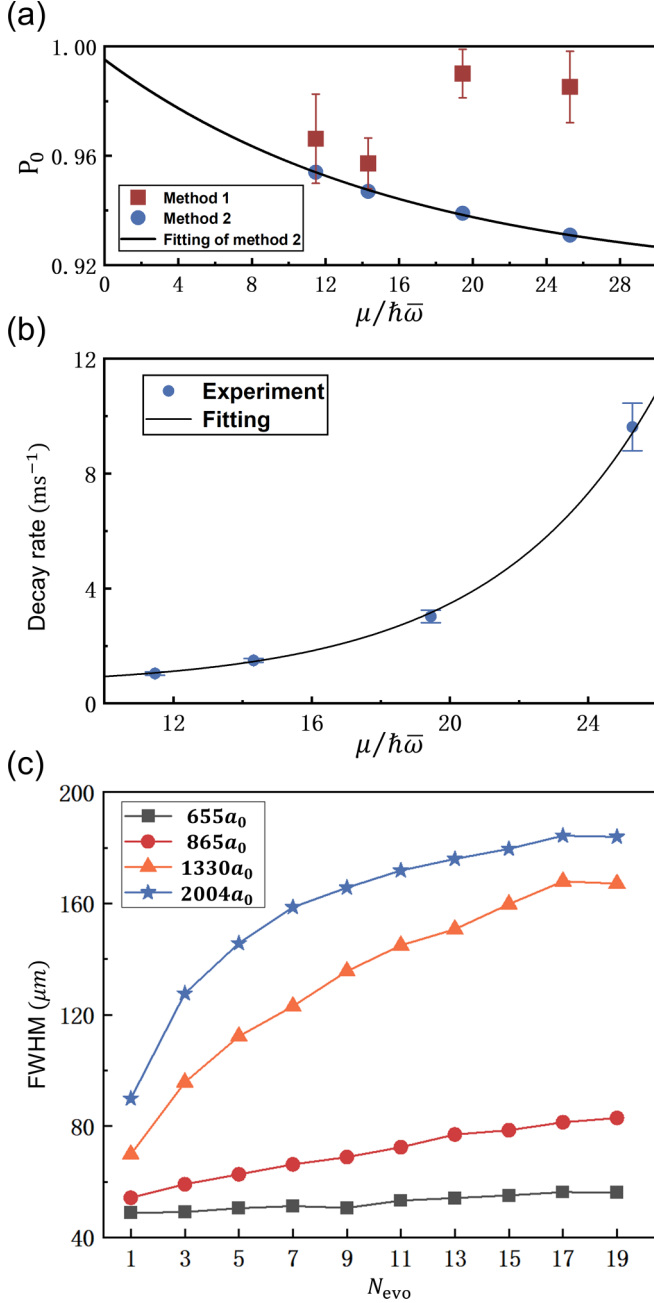 (a)
1.00
0.96
0.92
P₀
Method 1
Method 2
Fitting of method 2
0 4 8 12 16 20 24 28
μ/ℏω̄
(b)
12
8
4
0
Decay rate (ms⁻¹)
Experiment
Fitting
12 16 20 24
μ/ℏω̄
(c)
200
160
120
80
40
FWHM (μm)
655a₀
865a₀
1330a₀
2004a₀
1 3 5 7 9 11 13 15 17 19
N_evo